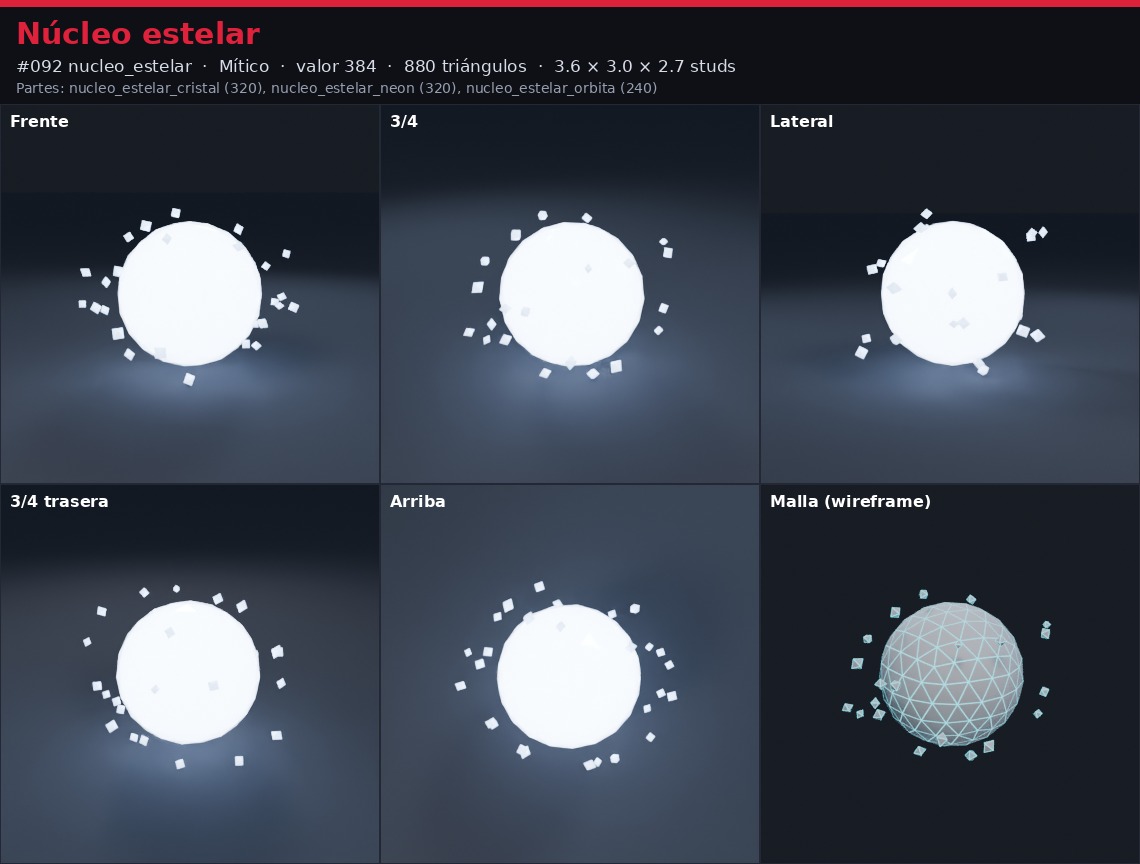 Núcleo estelar
#092 nucleo_estelar · Mítico · valor 384 · 880 triángulos · 3.6 × 3.0 × 2.7 studs
Partes: nucleo_estelar_cristal (320), nucleo_estelar_neon (320), nucleo_estelar_orbita (240)
Frente
3/4
Lateral
3/4 trasera
Arriba
Malla (wireframe)